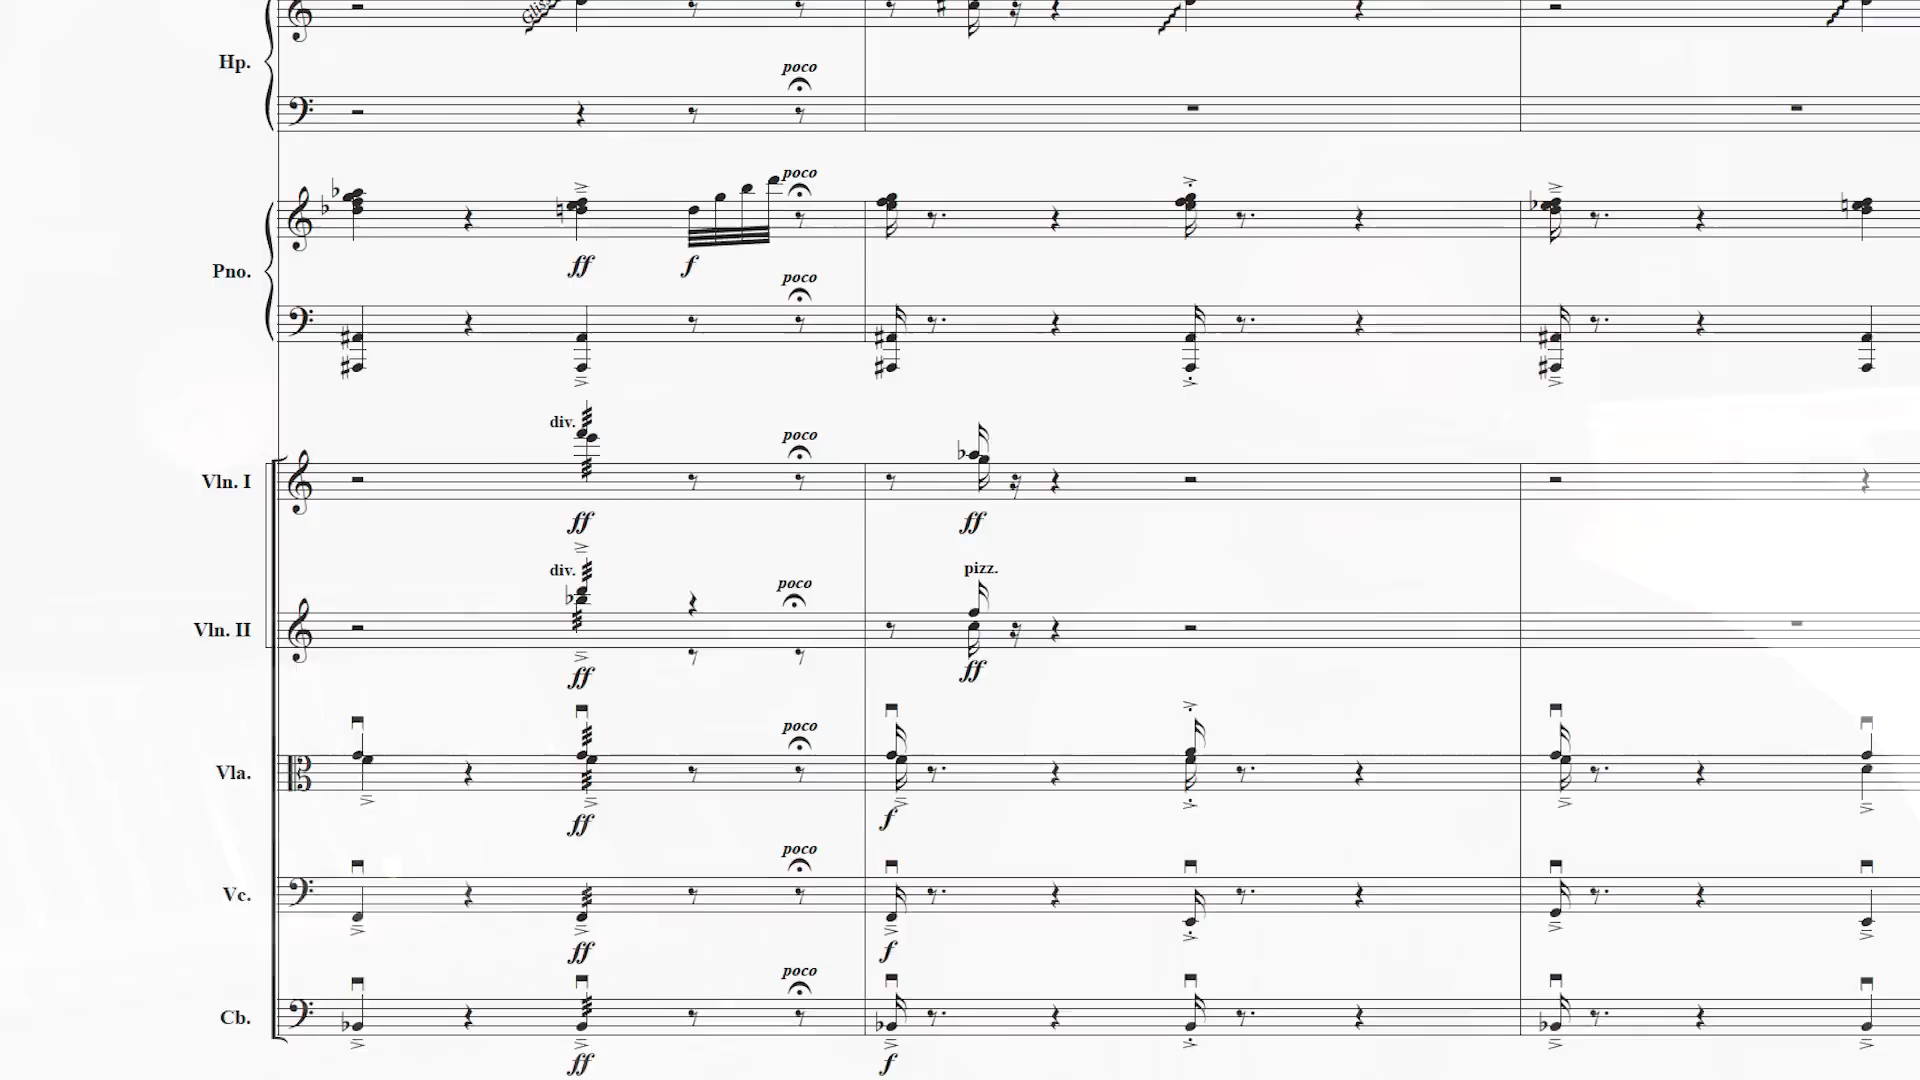 Gliss.
Hp.
poco
poco
ff f
Pno.
poco
div.
poco
Vln. I
ff ff
div.
pizz.
poco
Vln. II
ff ff
poco
Vla.
ff f
poco
Vc.
ff f
poco
Cb.
ff f